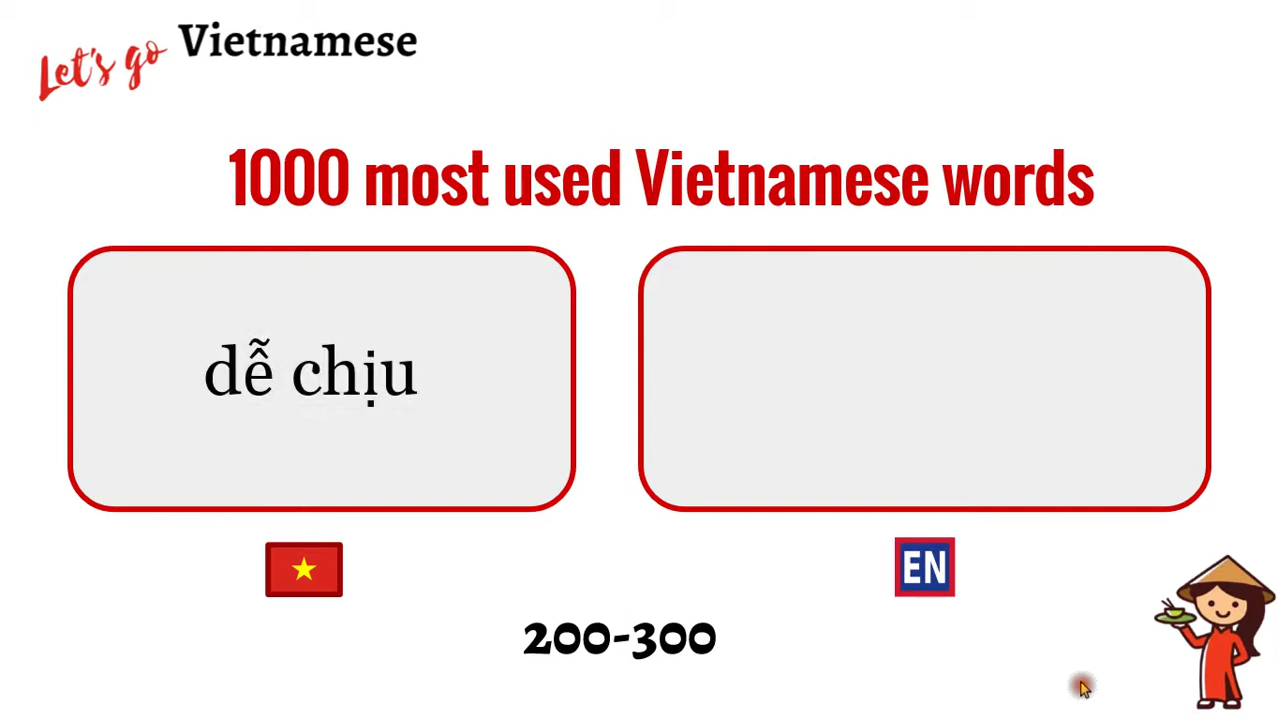 Let's go Vietnamese
1000 most used Vietnamese words
dễ chịu
EN
200-300